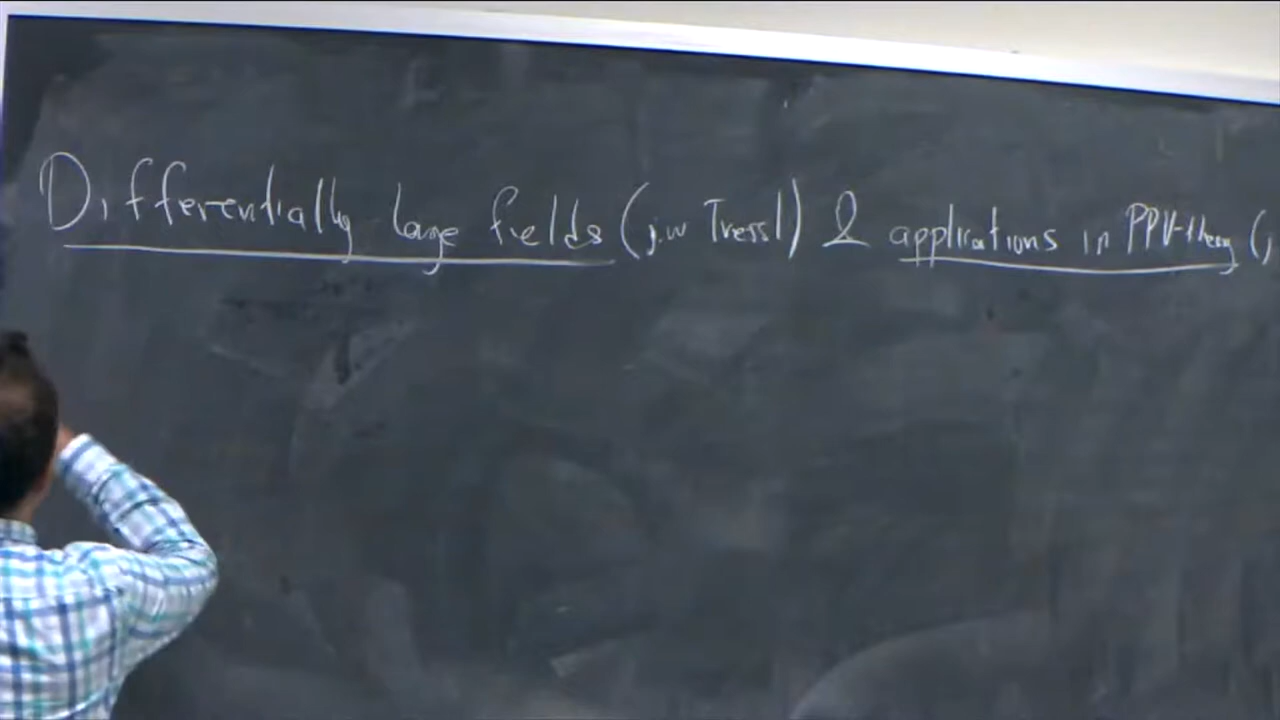 Differentially large fields (j.w Tressl) & applications in PPV-theory (j